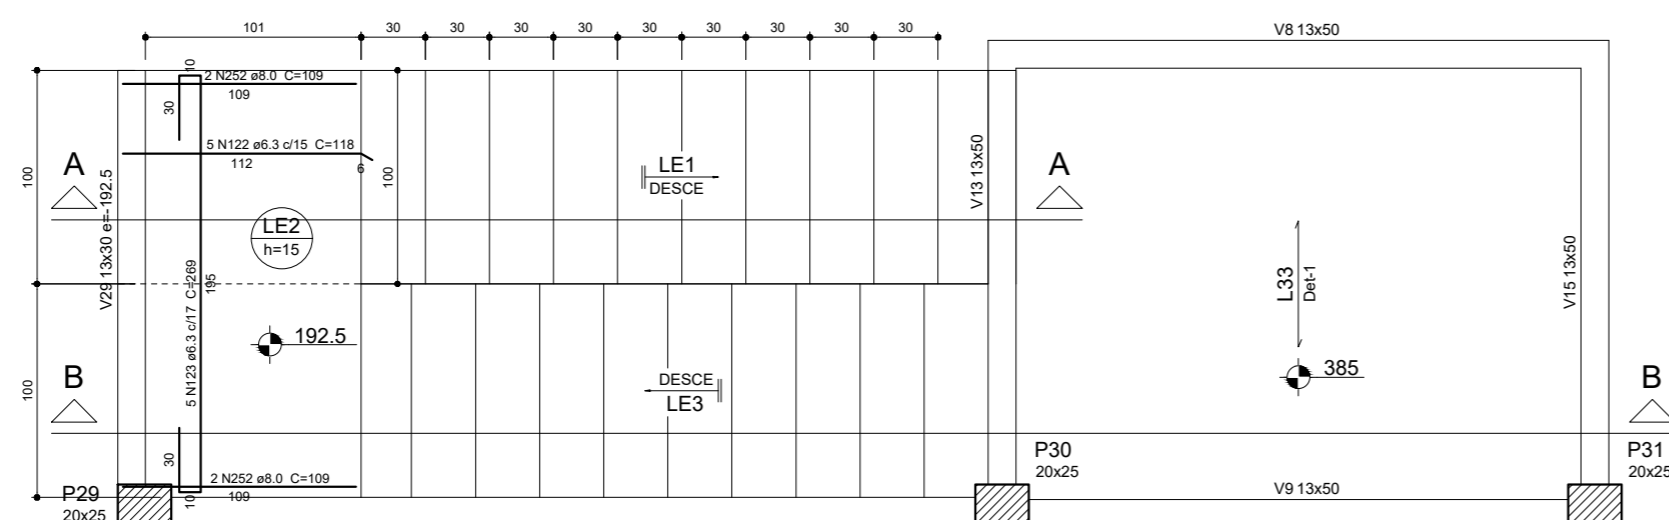 101
30
30
30
30
30
30
30
30
30
V8 13x50
10
2 N252 ø8.0 C=109
109
30
5 N122 ø6.3 c/15 C=118
112
6
100
100
A
V29 13x30 e=-192.5
LE1
DESCE
V13 13x50
A
LE2
h=15
5 N123 ø6.3 c/17 C=269
195
L33
Det-1
V15 13x50
192.5
385
B
100
DESCE
LE3
B
30
P30
20x25
P31
20x25
2 N252 ø8.0 C=109
109
10
P29
20x25
V9 13x50